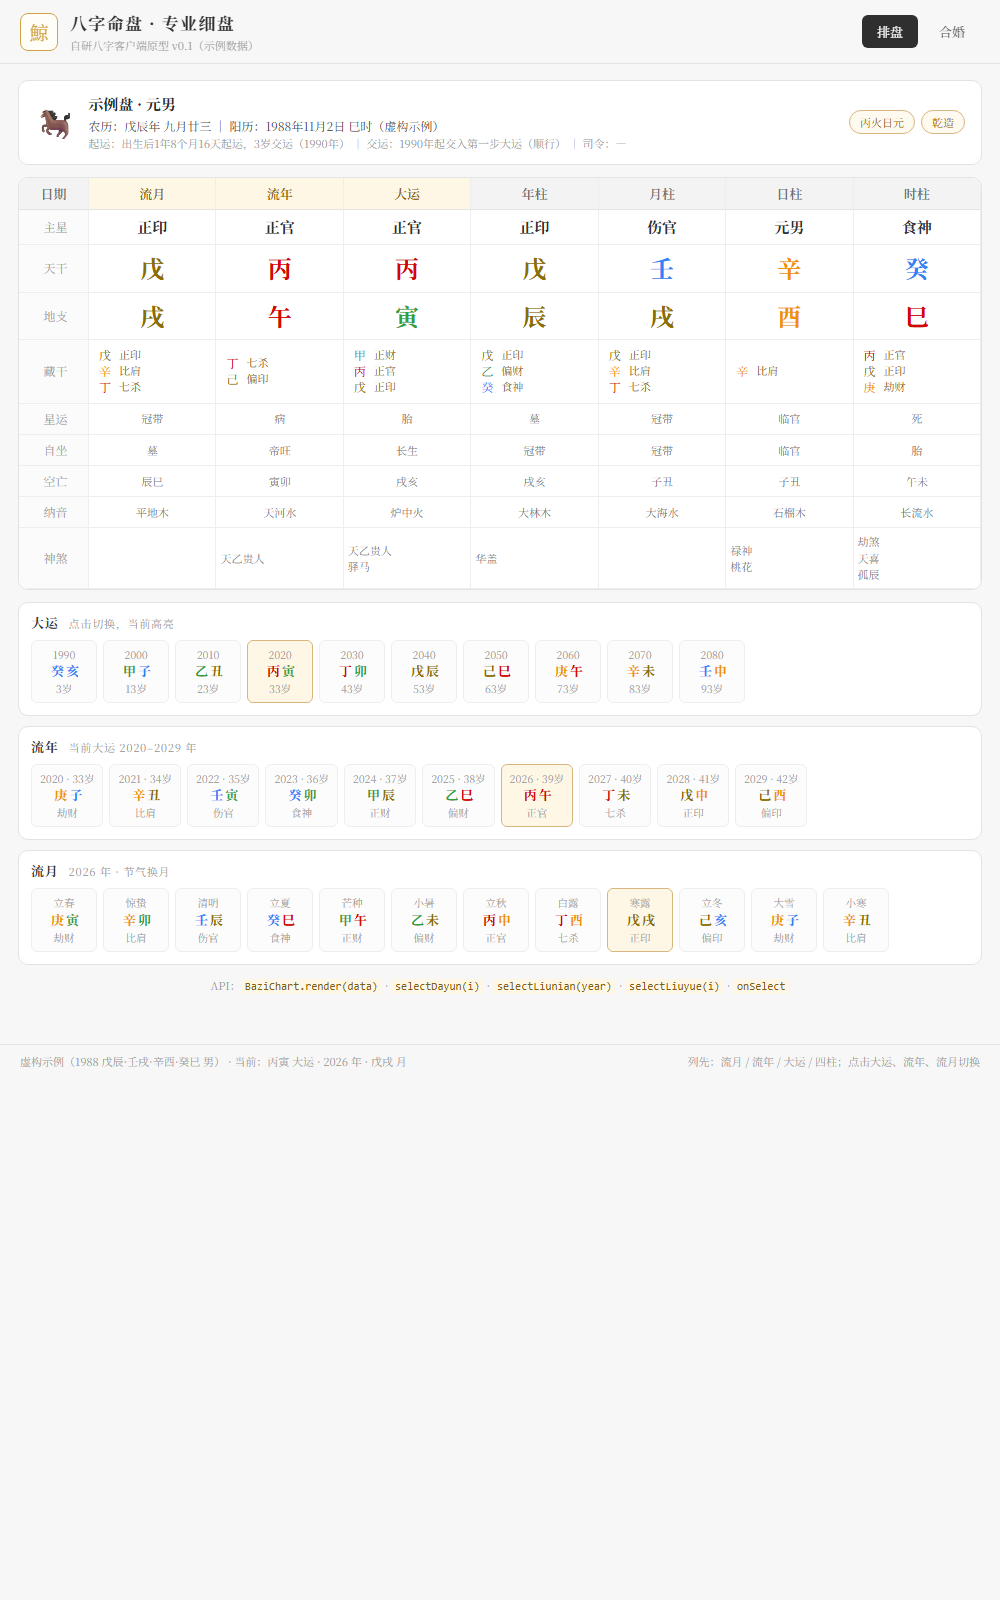 鯨
八字命盘 · 专业细盘
自研八字客户端原型 v0.1（示例数据）
排盘 合婚
示例盘 · 元男
农历：戊辰年 九月廿三 ｜ 阳历：1988年11月2日 巳时（虚构示例）
起运：出生后1年8个月16天起运，3岁交运（1990年） ｜ 交运：1990年起交入第一步大运（顺行） ｜ 司令：—
丙火日元 乾造
日期 流月 流年 大运 年柱 月柱 日柱 时柱
主星 正印 正官 正官 正印 伤官 元男 食神
天干 戊 丙 丙 戊 壬 辛 癸
地支 戌 午 寅 辰 戌 酉 巳
藏干
戊 正印
辛 比肩
丁 七杀
丁 七杀
己 偏印
甲 正财
丙 正官
戊 正印
戊 正印
乙 偏财
癸 食神
戊 正印
辛 比肩
丁 七杀
辛 比肩
丙 正官
戊 正印
庚 劫财
星运 冠带 病 胎 墓 冠带 临官 死
自坐 墓 帝旺 长生 冠带 冠带 临官 胎
空亡 辰巳 寅卯 戌亥 戌亥 子丑 子丑 午未
纳音 平地木 天河水 炉中火 大林木 大海水 石榴木 长流水
神煞
天乙贵人
天乙贵人
驿马
华盖
禄神
桃花
劫煞
天喜
孤辰
大运 点击切换，当前高亮
1990 2000 2010 2020 2030 2040 2050 2060 2070 2080
癸亥 甲子 乙丑 丙寅 丁卯 戊辰 己巳 庚午 辛未 壬申
3岁 13岁 23岁 33岁 43岁 53岁 63岁 73岁 83岁 93岁
流年 当前大运 2020–2029 年
2020 · 33岁 2021 · 34岁 2022 · 35岁 2023 · 36岁 2024 · 37岁 2025 · 38岁 2026 · 39岁 2027 · 40岁 2028 · 41岁 2029 · 42岁
庚子 辛丑 壬寅 癸卯 甲辰 乙巳 丙午 丁未 戊申 己酉
劫财 比肩 伤官 食神 正财 偏财 正官 七杀 正印 偏印
流月 2026 年 · 节气换月
立春 惊蛰 清明 立夏 芒种 小暑 立秋 白露 寒露 立冬 大雪 小寒
庚寅 辛卯 壬辰 癸巳 甲午 乙未 丙申 丁酉 戊戌 己亥 庚子 辛丑
劫财 比肩 伤官 食神 正财 偏财 正官 七杀 正印 偏印 劫财 比肩
API： BaziChart.render(data) · selectDayun(i) · selectLiunian(year) · selectLiuyue(i) · onSelect
虚构示例（1988 戊辰·壬戌·辛酉·癸巳 男） · 当前：丙寅 大运 · 2026 年 · 戊戌 月
列先：流月 / 流年 / 大运 / 四柱；点击大运、流年、流月切换